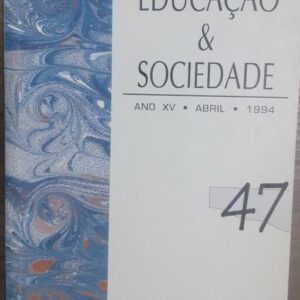 EDUCAÇÃO
&
SOCIEDADE
ANO XV • ABRIL • 1994
47